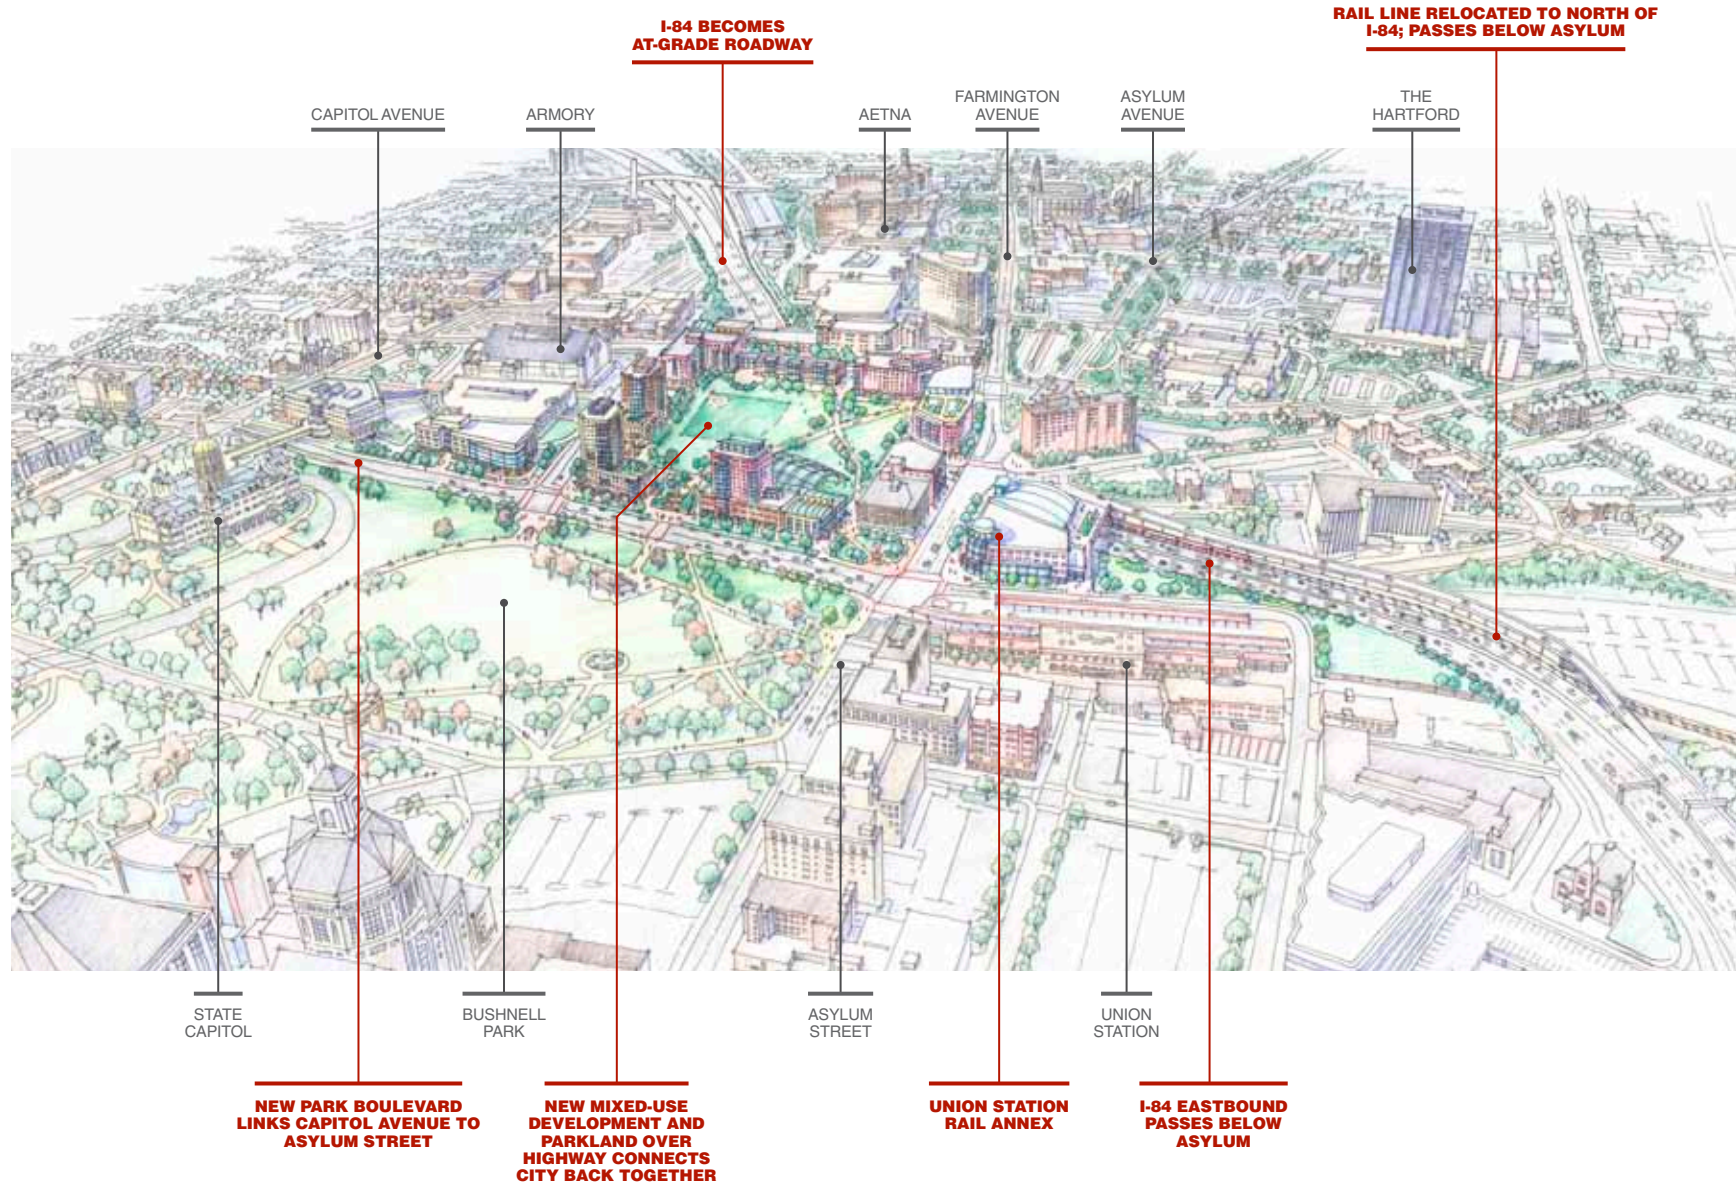 I-84 BECOMES
AT-GRADE ROADWAY
RAIL LINE RELOCATED TO NORTH OF
I-84; PASSES BELOW ASYLUM
CAPITOL AVENUE
ARMORY
AETNA
FARMINGTON
AVENUE
ASYLUM
AVENUE
THE
HARTFORD
STATE
CAPITOL
BUSHNELL
PARK
ASYLUM
STREET
UNION
STATION
NEW PARK BOULEVARD
LINKS CAPITOL AVENUE TO
ASYLUM STREET
NEW MIXED-USE
DEVELOPMENT AND
PARKLAND OVER
HIGHWAY CONNECTS
CITY BACK TOGETHER
UNION STATION
RAIL ANNEX
I-84 EASTBOUND
PASSES BELOW
ASYLUM